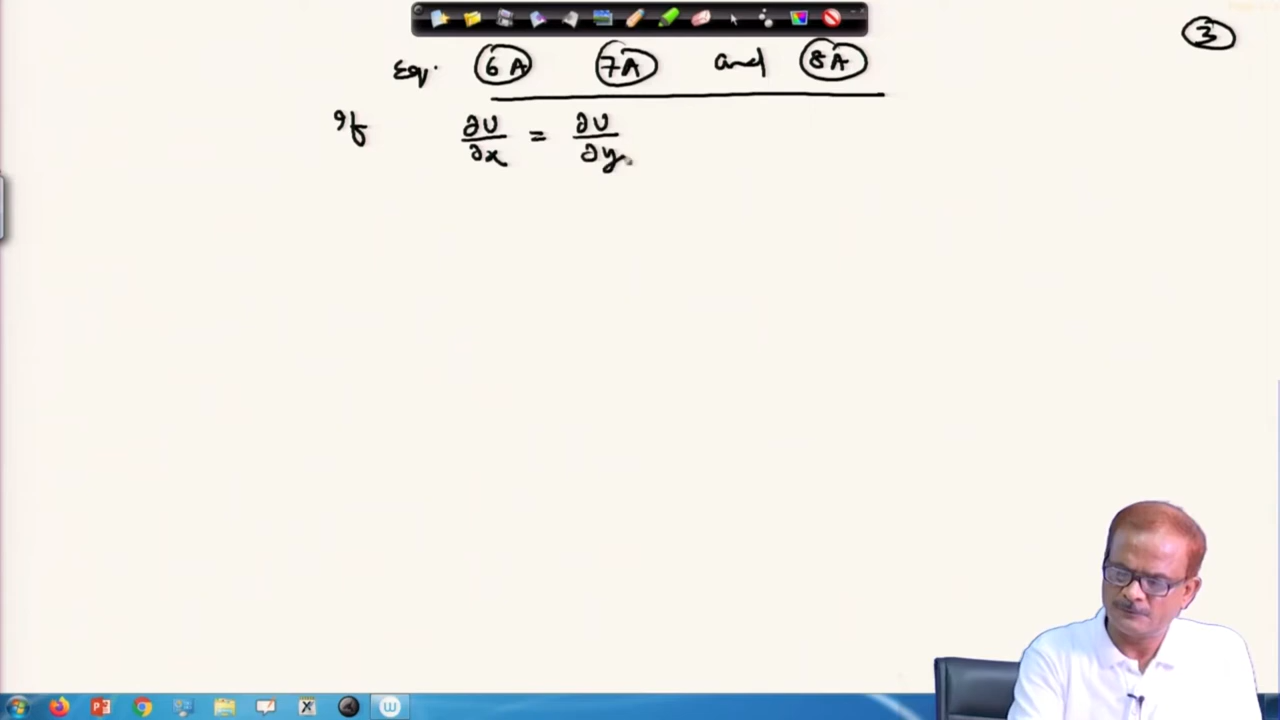 3
Eq. 6A 7A and 8A
If ∂U/∂x = ∂U/∂y